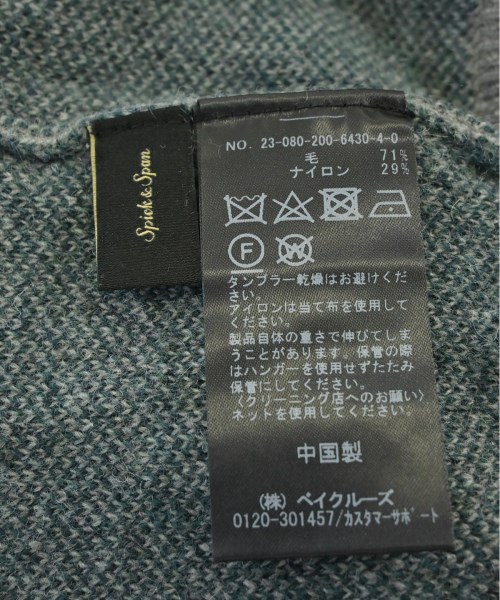 Spick & Span
NO. 23-080-200-6430-4-0
毛 71%
ナイロン 29%
F W
タンブラー乾燥はお避けくだ
さい。
アイロンは当て布を使用してく
ださい。
製品自体の重さで伸びてしま
う事があります。保管の際
はハンガーを使用せずたたみ
保管にしてください。
〈クリーニング店へのお願い〉
ネットを使用してください。
中国製
(株) ベイクルーズ
0120-301457/カスタマーサポート